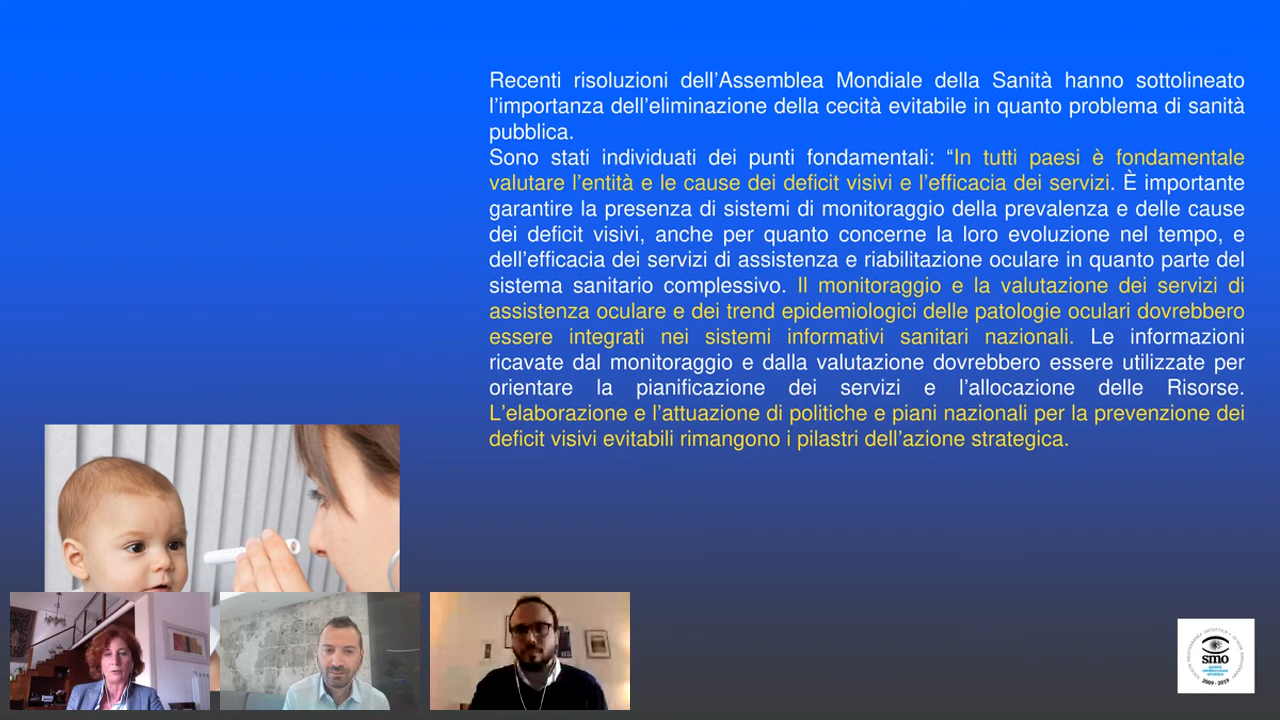 Recenti risoluzioni dell’Assemblea Mondiale della Sanità hanno sottolineato
l’importanza dell’eliminazione della cecità evitabile in quanto problema di sanità
pubblica.
Sono stati individuati dei punti fondamentali: “In tutti paesi è fondamentale
valutare l’entità e le cause dei deficit visivi e l’efficacia dei servizi. È importante
garantire la presenza di sistemi di monitoraggio della prevalenza e delle cause
dei deficit visivi, anche per quanto concerne la loro evoluzione nel tempo, e
dell’efficacia dei servizi di assistenza e riabilitazione oculare in quanto parte del
sistema sanitario complessivo. Il monitoraggio e la valutazione dei servizi di
assistenza oculare e dei trend epidemiologici delle patologie oculari dovrebbero
essere integrati nei sistemi informativi sanitari nazionali. Le informazioni
ricavate dal monitoraggio e dalla valutazione dovrebbero essere utilizzate per
orientare la pianificazione dei servizi e l’allocazione delle Risorse.
L’elaborazione e l’attuazione di politiche e piani nazionali per la prevenzione dei
deficit visivi evitabili rimangono i pilastri dell’azione strategica.
smo
2009 - 2019